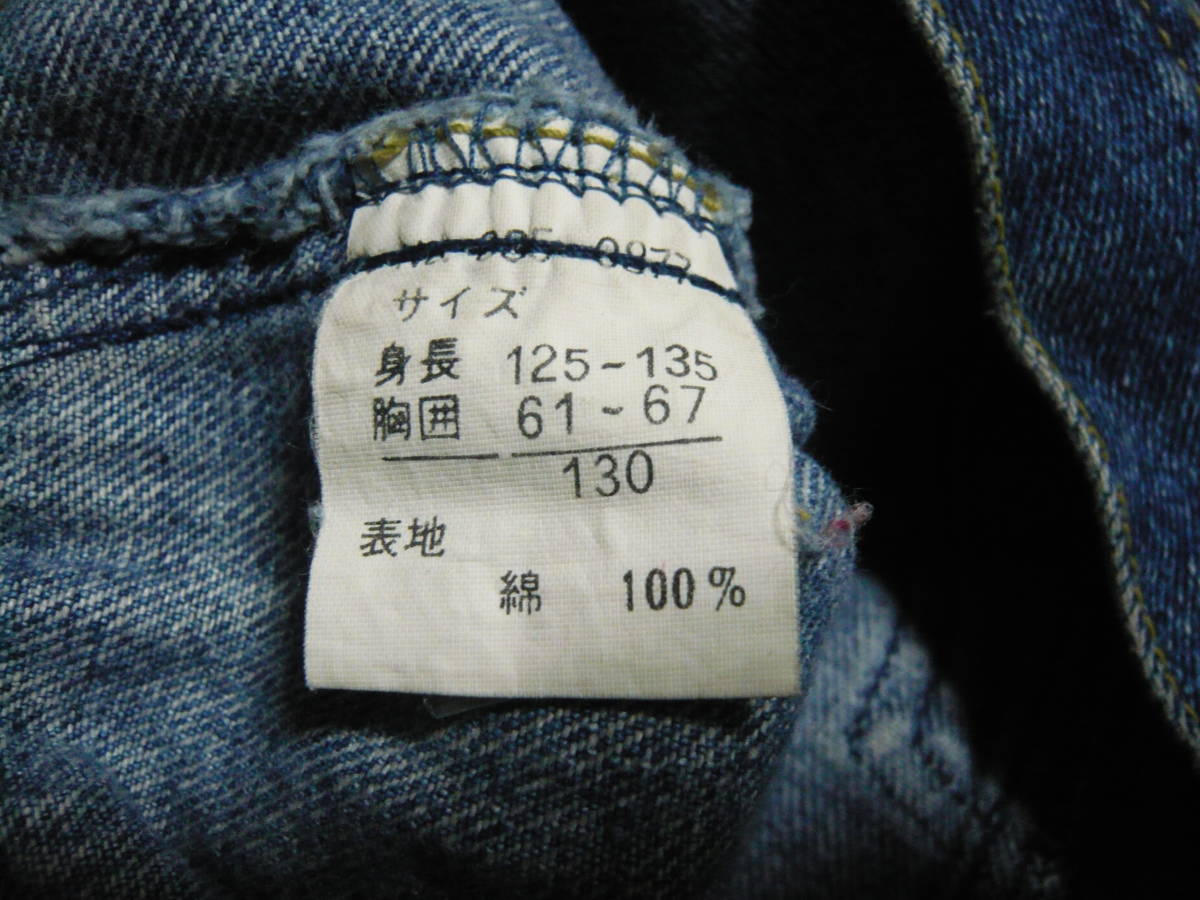 サイズ
身長 125-135
胸囲 61-67
130
表地
綿 100%